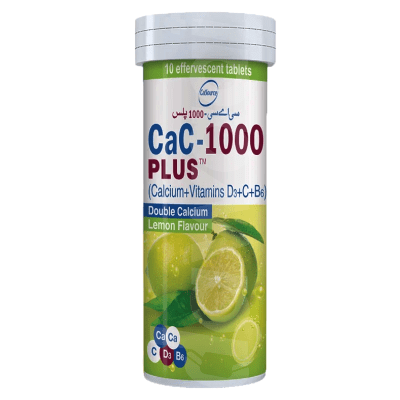 10 effervescent tablets
CaSource
سی اے سی-1000 پلس
CaC-1000
PLUS™
(Calcium+Vitamins D3+C+B6)
Double Calcium
Lemon Flavour
Ca Ca
C D3 B6